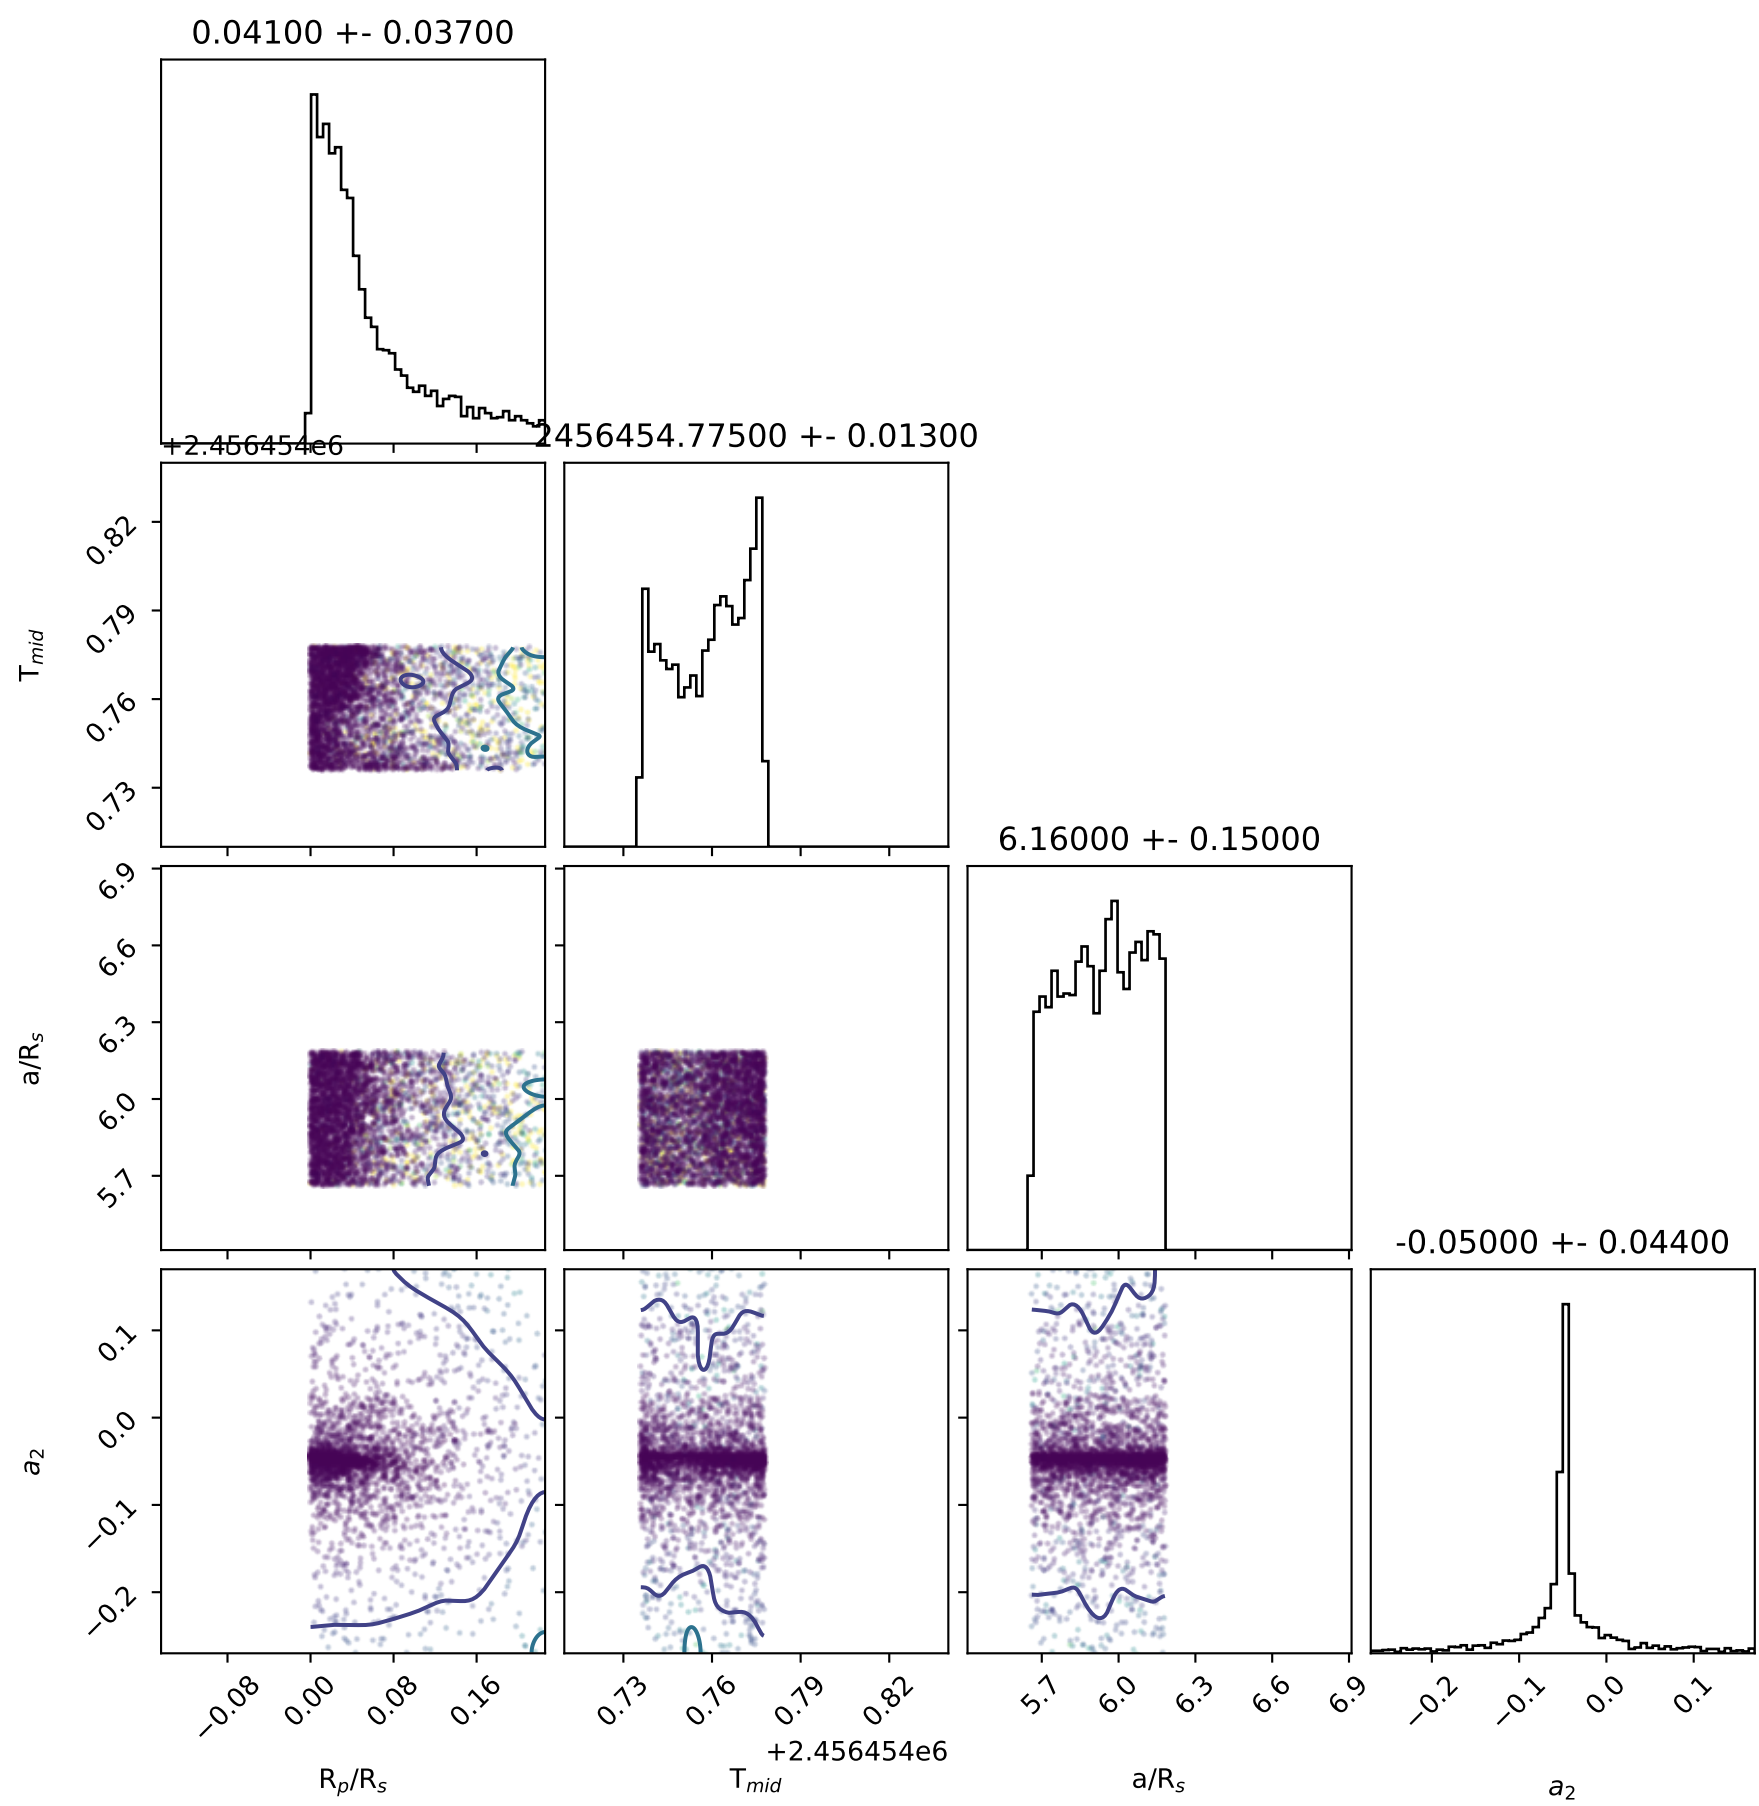 0.04100 +- 0.03700
+2.456454e6
2456454.77500 +- 0.01300
0.82
0.79
0.76
0.73
T_mid
6.16000 +- 0.15000
6.9
6.6
6.3
6.0
5.7
a/R_s
-0.05000 +- 0.04400
0.1
0.0
−0.1
−0.2
a_2
−0.08
0.00
0.08
0.16
0.73
0.76
0.79
0.82
5.7
6.0
6.3
6.6
6.9
−0.2
−0.1
0.0
0.1
+2.456454e6
R_p/R_s
T_mid
a/R_s
a_2